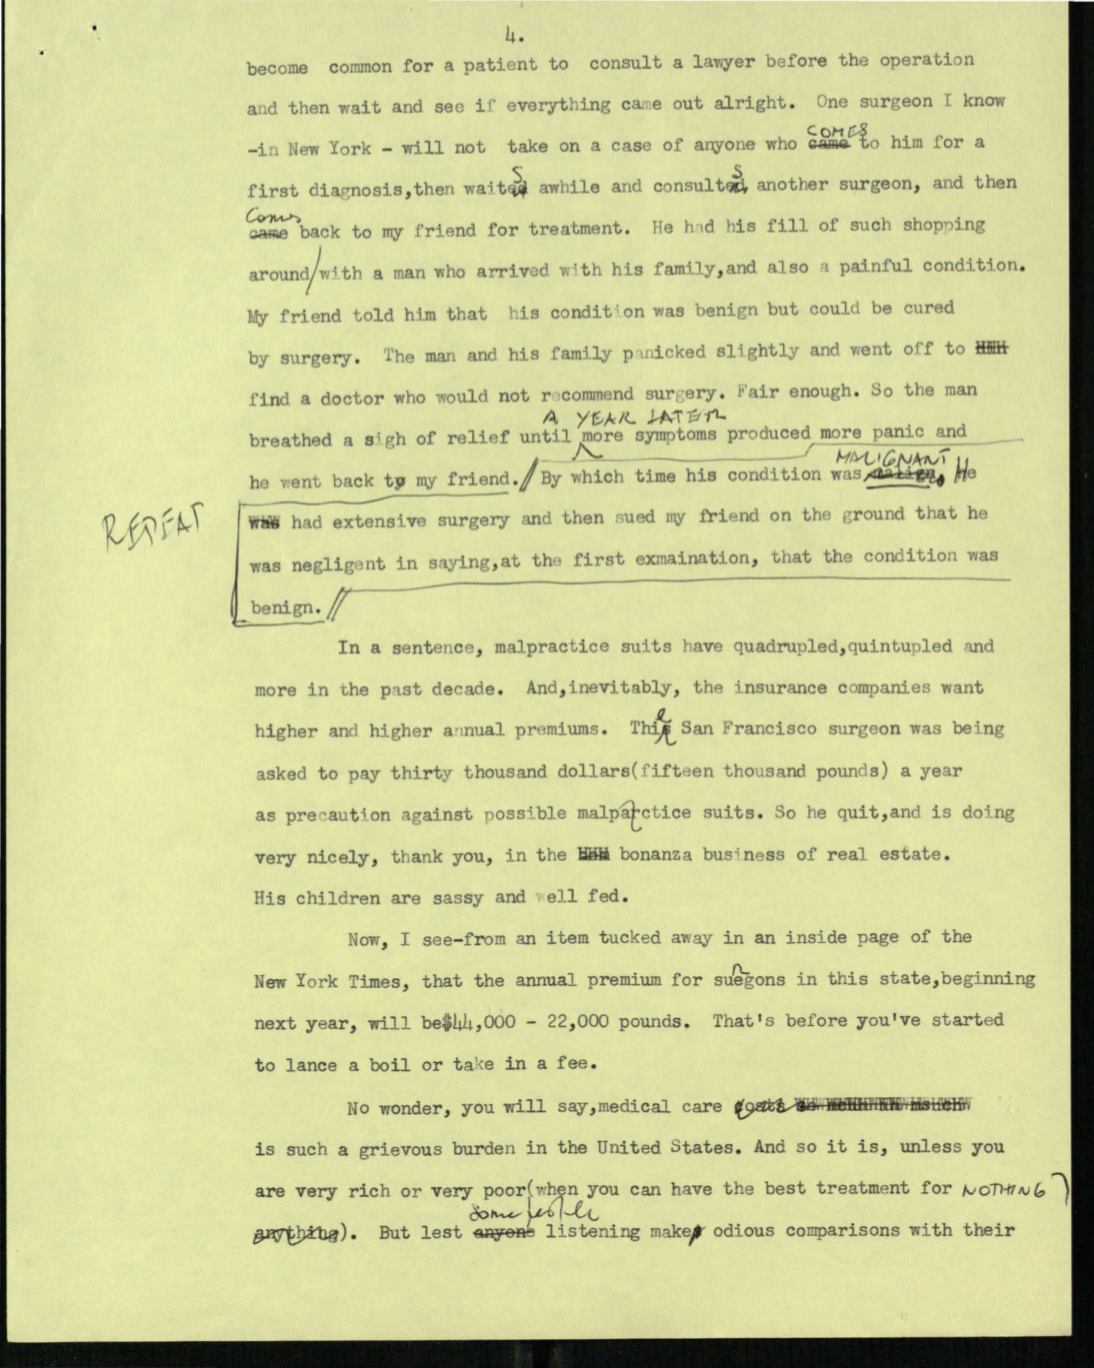 4.
become common for a patient to consult a lawyer before the operation
and then wait and see if everything came out alright. One surgeon I know
-in New York - will not take on a case of anyone who came COMES to him for a
first diagnosis,then waited S awhile and consulted S, another surgeon, and then
came Comes back to my friend for treatment. He had his fill of such shopping
around/with a man who arrived with his family,and also a painful condition.
My friend told him that his condition was benign but could be cured
by surgery. The man and his family panicked slightly and went off to
find a doctor who would not recommend surgery. Fair enough. So the man
A YEAR LATER
breathed a sigh of relief until more symptoms produced more panic and
MALIGNANT
he went back to my friend.// By which time his condition was He
REPEAT
was had extensive surgery and then sued my friend on the ground that he
was negligent in saying,at the first exmaination, that the condition was
benign.//
In a sentence, malpractice suits have quadrupled,quintupled and
more in the past decade. And,inevitably, the insurance companies want
higher and higher annual premiums. This e San Francisco surgeon was being
asked to pay thirty thousand dollars(fifteen thousand pounds) a year
as precaution against possible malparctice suits. So he quit,and is doing
very nicely, thank you, in the bonanza business of real estate.
His children are sassy and well fed.
Now, I see-from an item tucked away in an inside page of the
New York Times, that the annual premium for suegons in this state,beginning
next year, will be$44,000 - 22,000 pounds. That's before you've started
to lance a boil or take in a fee.
No wonder, you will say,medical care costs
is such a grievous burden in the United States. And so it is, unless you
are very rich or very poor(when you can have the best treatment for NOTHING)
some people
anything). But lest anyone listening makes odious comparisons with their